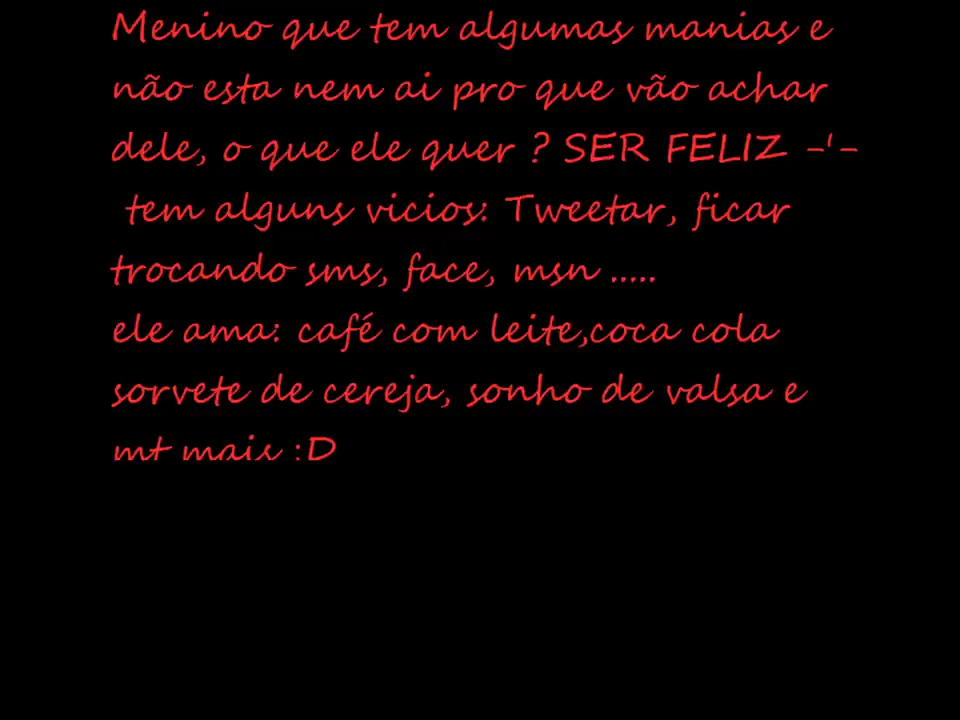 Menino que tem algumas manias e
não esta nem ai pro que vão achar
dele, o que ele quer ? SER FELIZ -'-
tem alguns vicios: Tweetar, ficar
trocando sms, face, msn .....
ele ama: café com leite,coca cola
sorvete de cereja, sonho de valsa e
mt mais :D